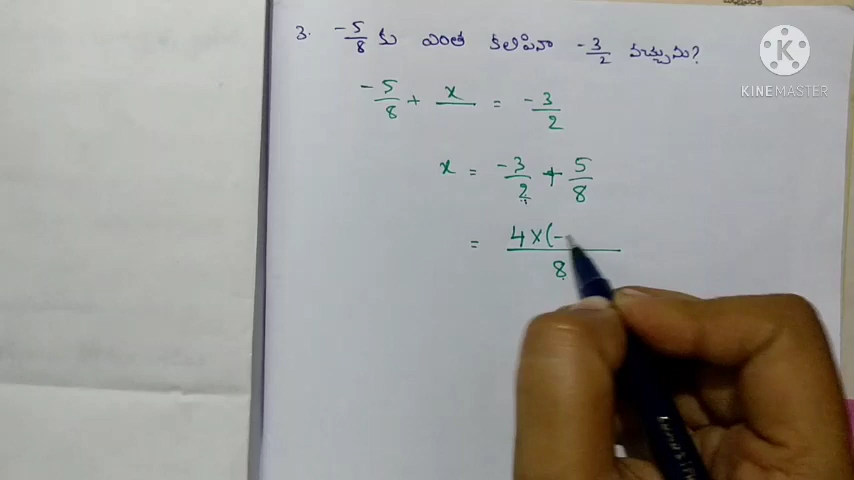 3. -5/8 కు ఎంత కలిపినా -3/2 వచ్చును?
-5/8 + x = -3/2
x = -3/2 + 5/8
= 4×(- / 8
KINEMASTER